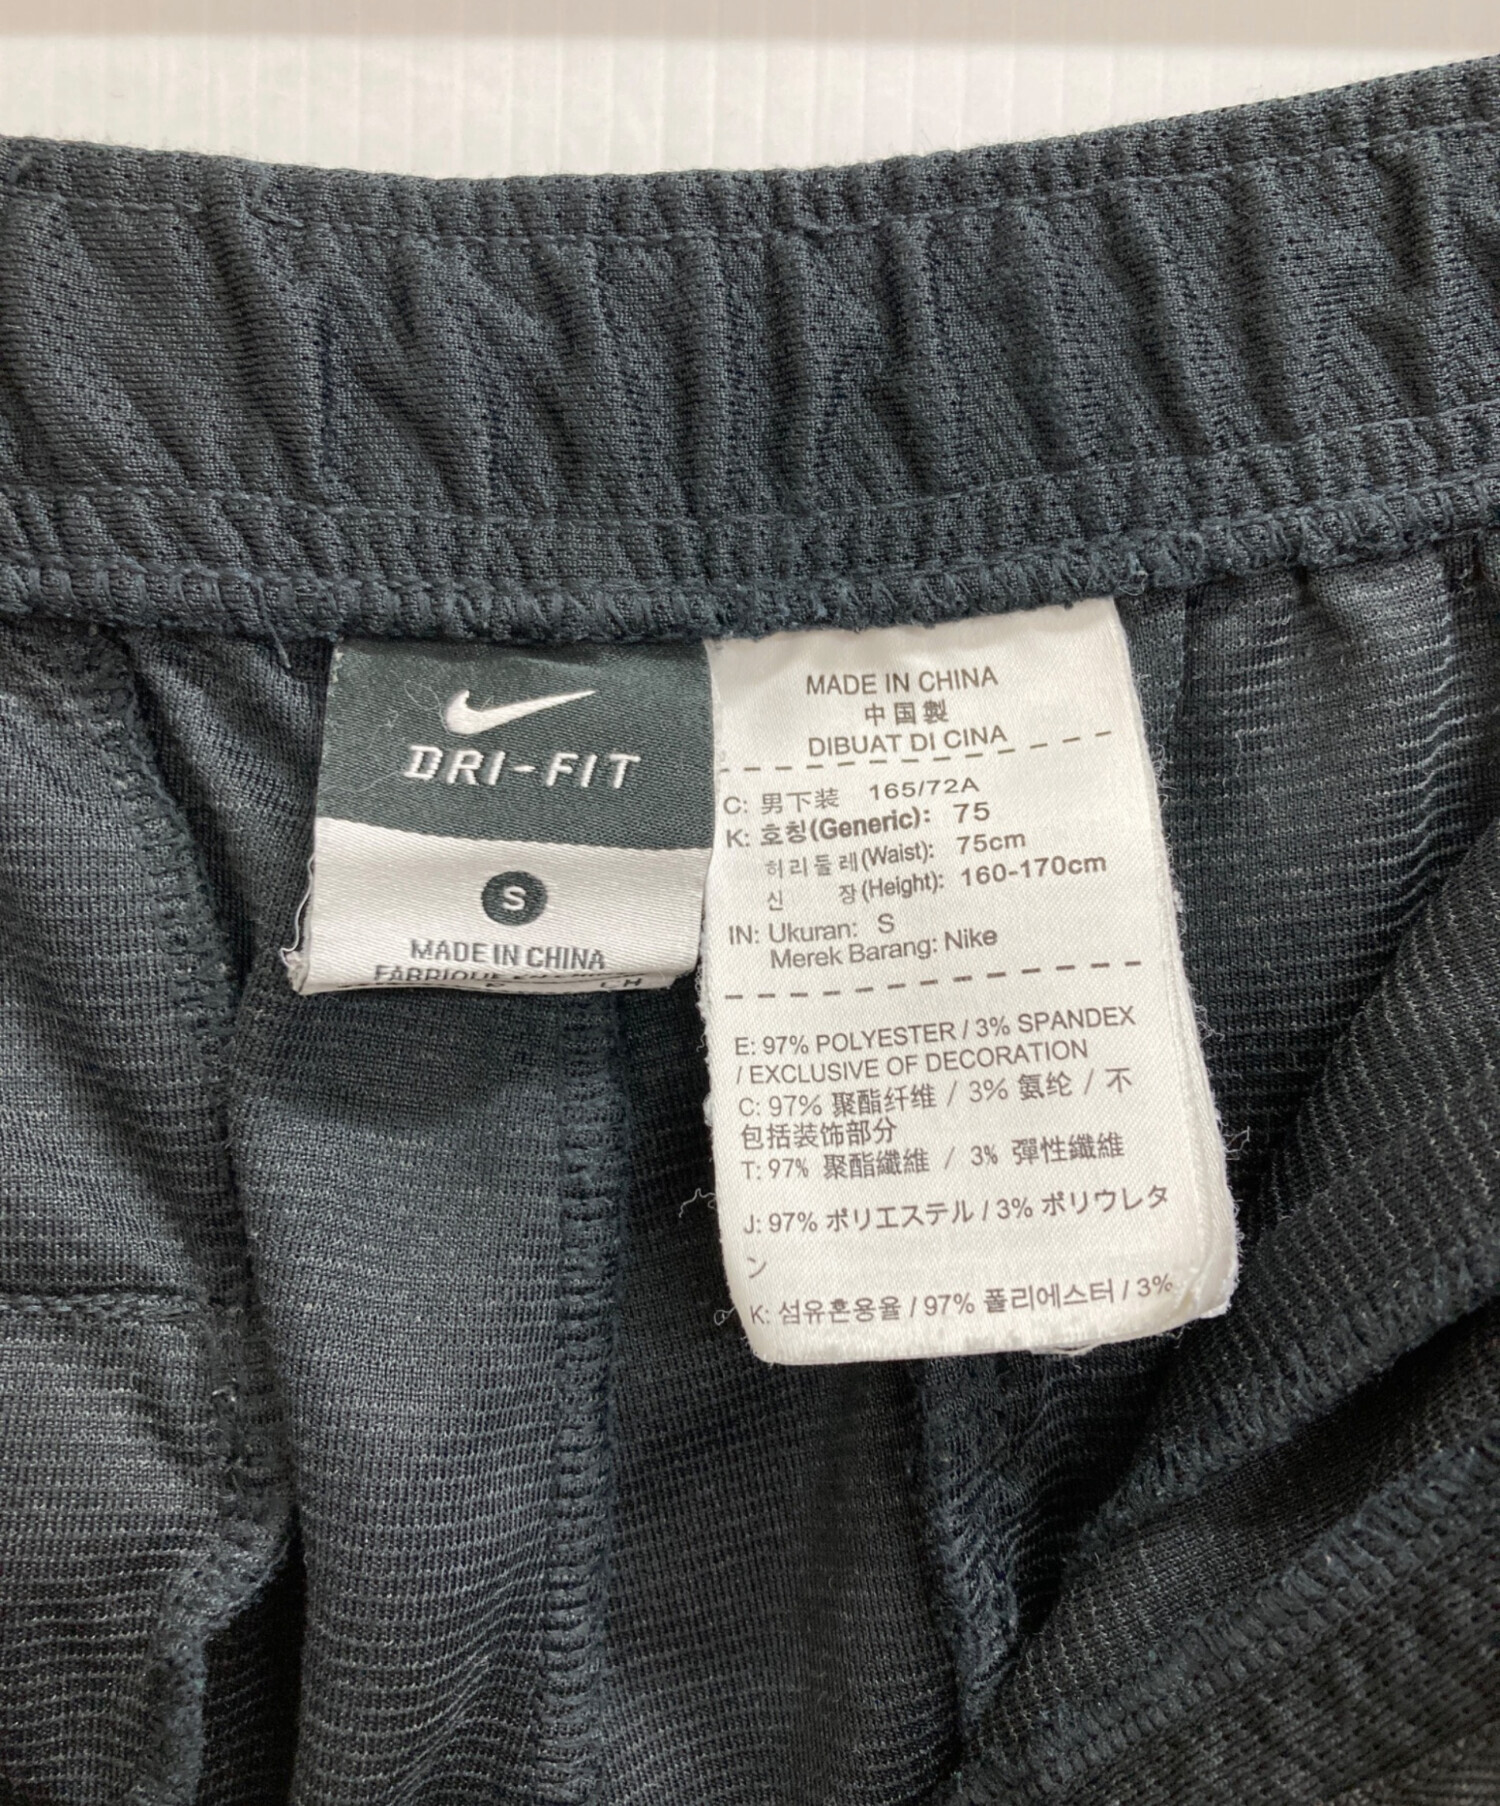 DRI-FIT
S
MADE IN CHINA
FABRIQUE
MADE IN CHINA
中国製
DIBUAT DI CINA
C: 男下装 165/72A
K: 호칭(Generic): 75
허리둘레(Waist): 75cm
신 장(Height): 160-170cm
IN: Ukuran: S
Merek Barang: Nike
E: 97% POLYESTER / 3% SPANDEX
/ EXCLUSIVE OF DECORATION
C: 97% 聚酯纤维 / 3% 氨纶 / 不
包括装饰部分
T: 97% 聚酯纖維 / 3% 彈性纖維
J: 97% ポリエステル / 3% ポリウレタ
ン
K: 섬유혼용율 / 97% 폴리에스터 / 3%